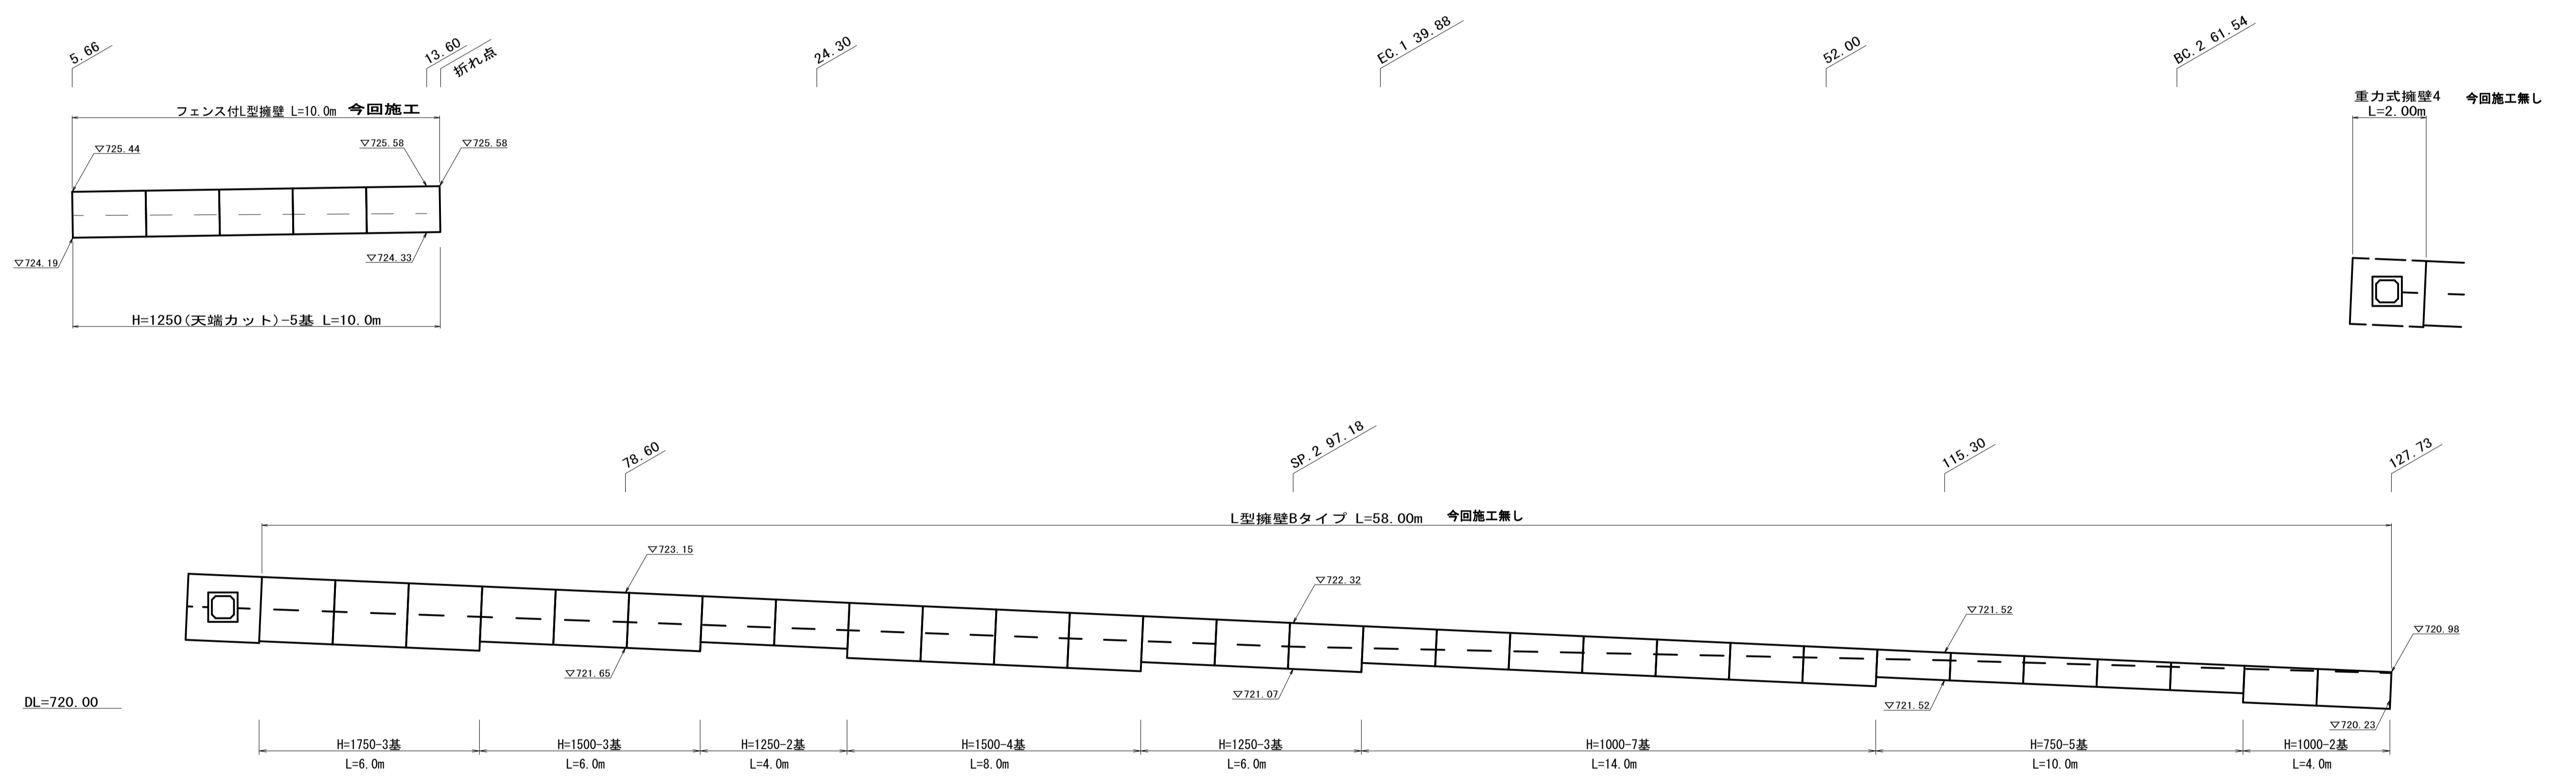 5.66
13.60
折れ点
24.30
EC.1 39.88
52.00
BC.2 61.54
フェンス付L型擁壁 L=10.0m 今回施工
重力式擁壁4 今回施工無し
L=2.00m
▽725.44
▽725.58
▽725.58
▽724.19
▽724.33
H=1250(天端カット)-5基 L=10.0m
78.60
SP.2 97.18
115.30
127.73
L型擁壁Bタイプ L=58.00m 今回施工無し
▽723.15
▽722.32
▽721.52
▽720.98
▽721.65
▽721.07
▽721.52
▽720.23
DL=720.00
H=1750-3基
L=6.0m
H=1500-3基
L=6.0m
H=1250-2基
L=4.0m
H=1500-4基
L=8.0m
H=1250-3基
L=6.0m
H=1000-7基
L=14.0m
H=750-5基
L=10.0m
H=1000-2基
L=4.0m